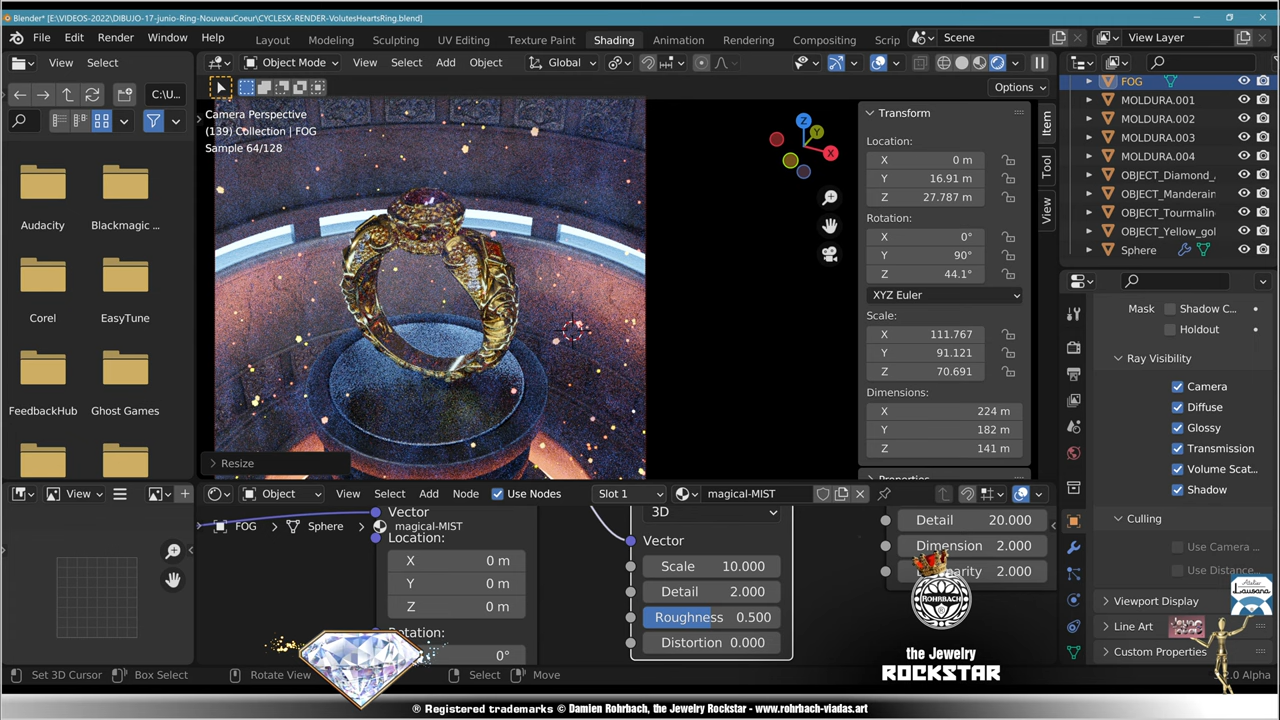 Blender* [E:\VIDEOS-2022\DIBUJO-17-junio-Ring-NouveauCoeur\CYCLESX-RENDER-VolutesHeartsRing.blend]
File Edit Render Window Help
Layout Modeling Sculpting UV Editing Texture Paint Shading Animation Rendering Compositing Scrip
Scene
View Layer
View Select
Object Mode View Select Add Object Global
C:\U...
Options
Camera Perspective
(139) Collection | FOG
Sample 64/128
Audacity
Blackmagic ...
Corel
EasyTune
FeedbackHub
Ghost Games
Resize
Z
Y
X
Transform
Location:
X 0 m
Y 16.91 m
Z 27.787 m
Rotation:
X 0°
Y 90°
Z 44.1°
XYZ Euler
Scale:
X 111.767
Y 91.121
Z 70.691
Dimensions:
X 224 m
Y 182 m
Z 141 m
Properties
Item
Tool
View
FOG
MOLDURA.001
MOLDURA.002
MOLDURA.003
MOLDURA.004
OBJECT_Diamond_
OBJECT_Manderain
OBJECT_Tourmalin
OBJECT_Yellow_gol
Sphere
Mask Shadow C...
Holdout
Ray Visibility
Camera
Diffuse
Glossy
Transmission
Volume Scat...
Shadow
Culling
Use Camera ...
Use Distance...
Viewport Display
Line Art
Custom Properties
View
Object View Select Add Node Use Nodes Slot 1 magical-MIST
FOG Sphere magical-MIST
Vector
Location:
X 0 m
Y 0 m
Z 0 m
Rotation:
0°
3D
Vector
Scale 10.000
Detail 2.000
Roughness 0.500
Distortion 0.000
Detail 20.000
Dimension 2.000
2.000
ROHRBACH
the Jewelry
ROCKSTAR
Atelier
Lausana
Set 3D Cursor Box Select Rotate View Select Move
.0 Alpha
® Registered trademarks © Damien Rohrbach, the Jewelry Rockstar - www.rohrbach-viadas.art